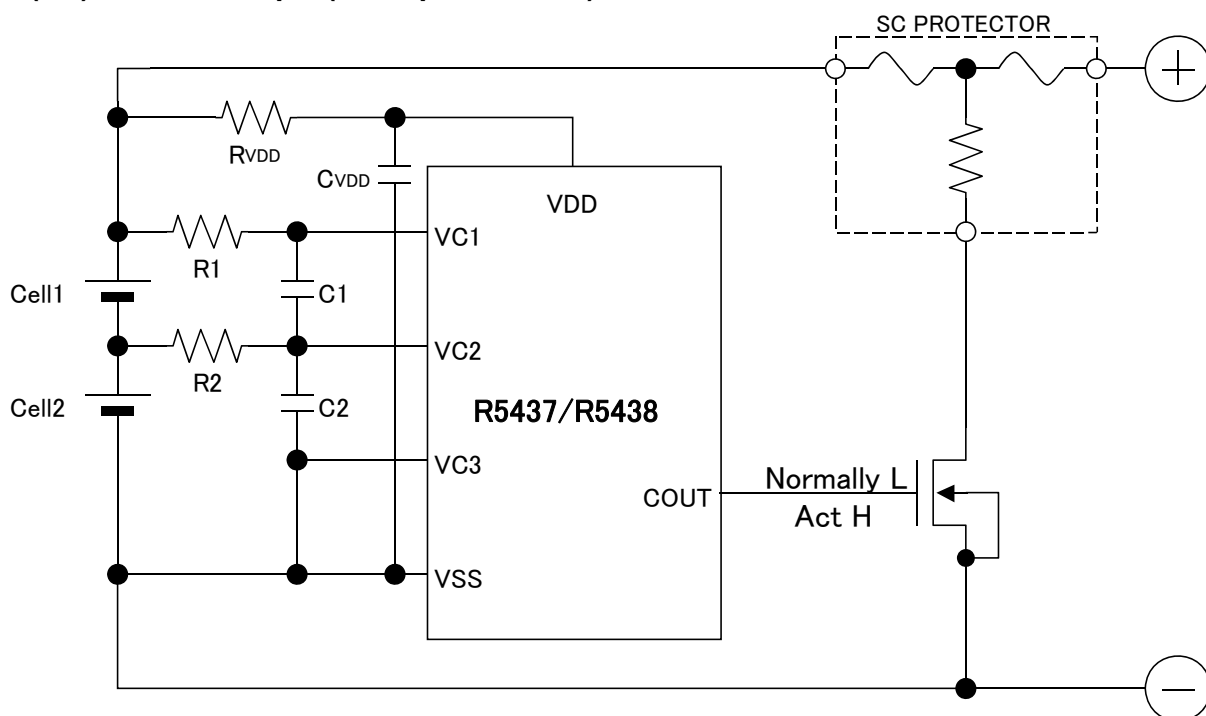 SC PROTECTOR
+
RVDD
CVDD
VDD
VC1
R1
Cell1
C1
VC2
R2
Cell2
C2
R5437/R5438
VC3
Normally L
COUT
Act H
VSS
−